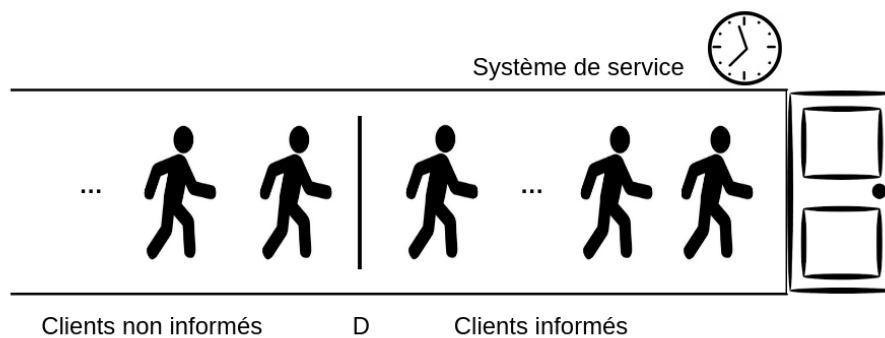 Système de service
...
...
Clients non informés
D
Clients informés